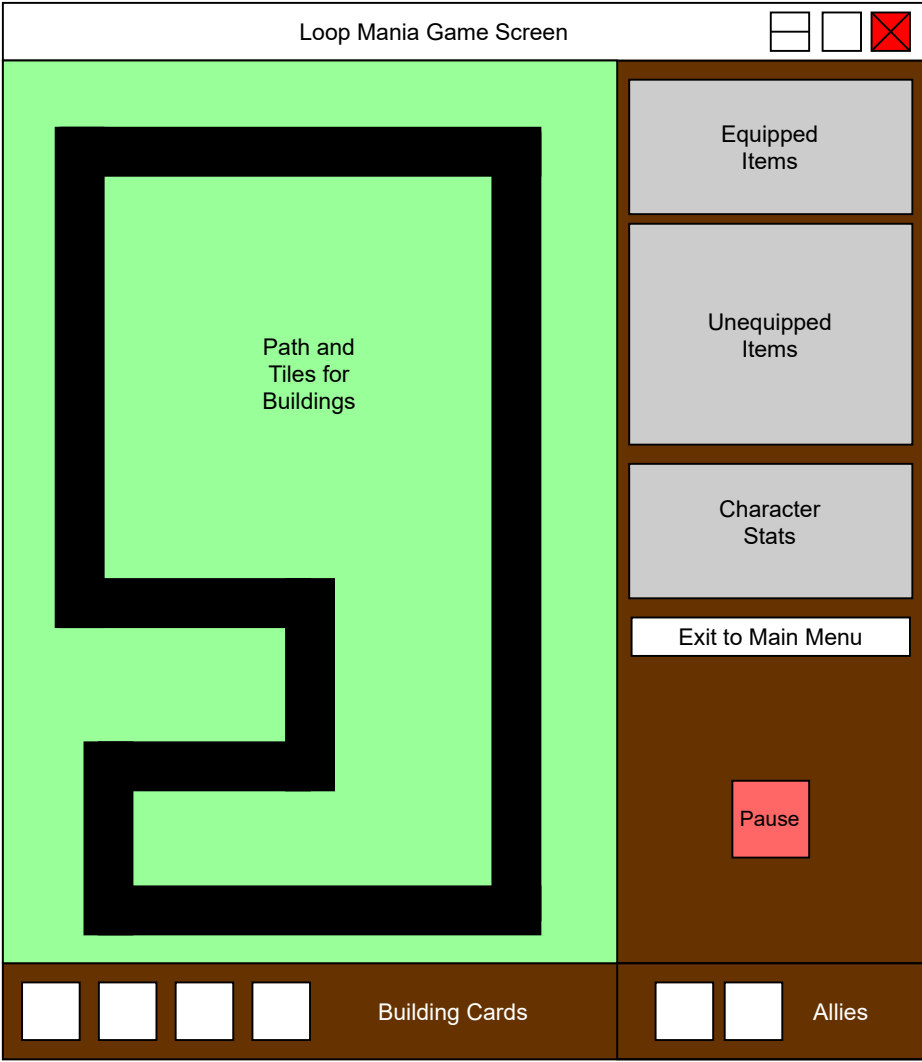 Loop Mania Game Screen
Equipped
Items
Unequipped
Items
Path and
Tiles for
Buildings
Character
Stats
Exit to Main Menu
Pause
Building Cards
Allies